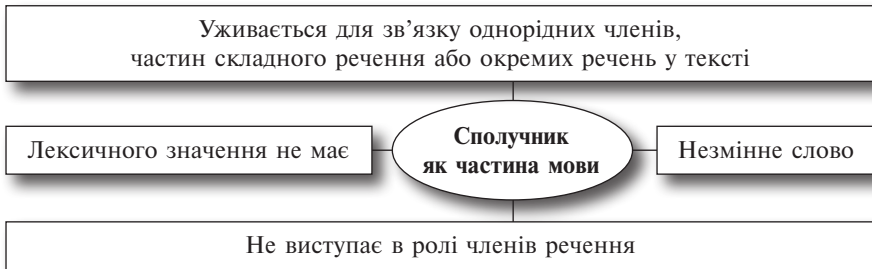 Уживається для зв’язку однорідних членів,
частин складного речення або окремих речень у тексті
Лексичного значення не має
Сполучник
як частина мови
Незмінне слово
Не виступає в ролі членів речення